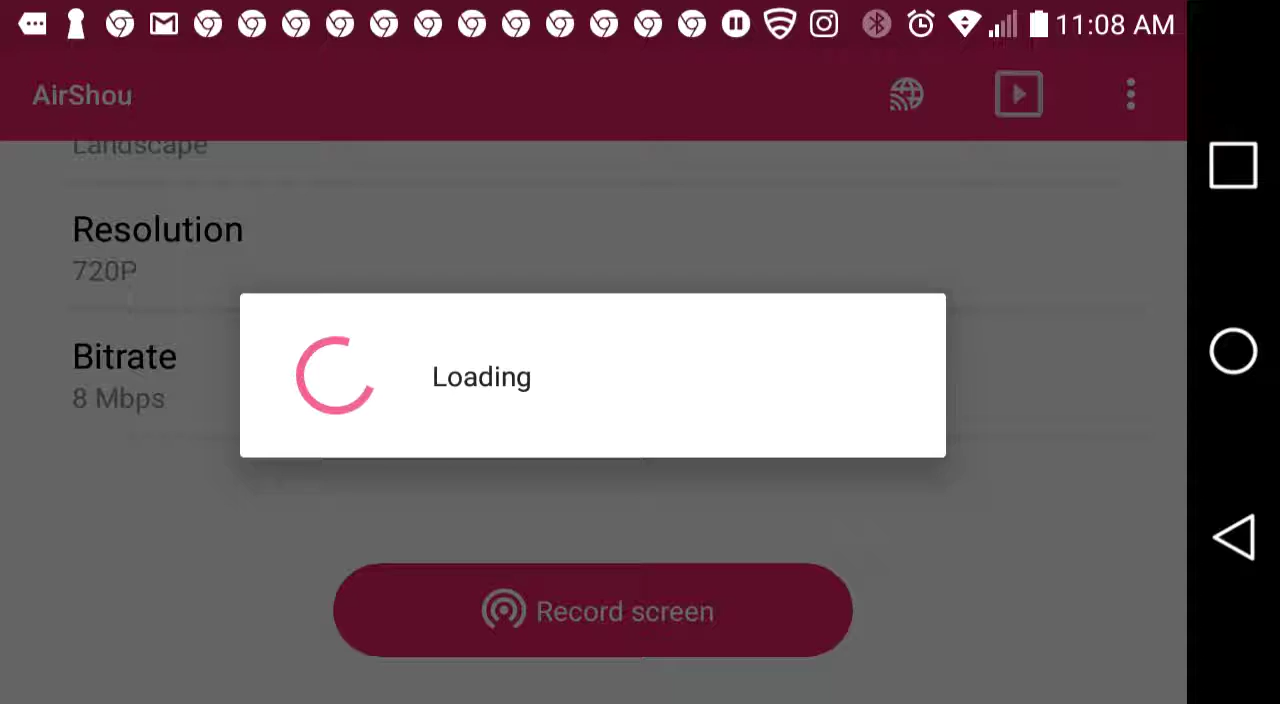 11:08 AM
AirShou
Landscape
Resolution
720P
Bitrate
8 Mbps
Loading
Record screen